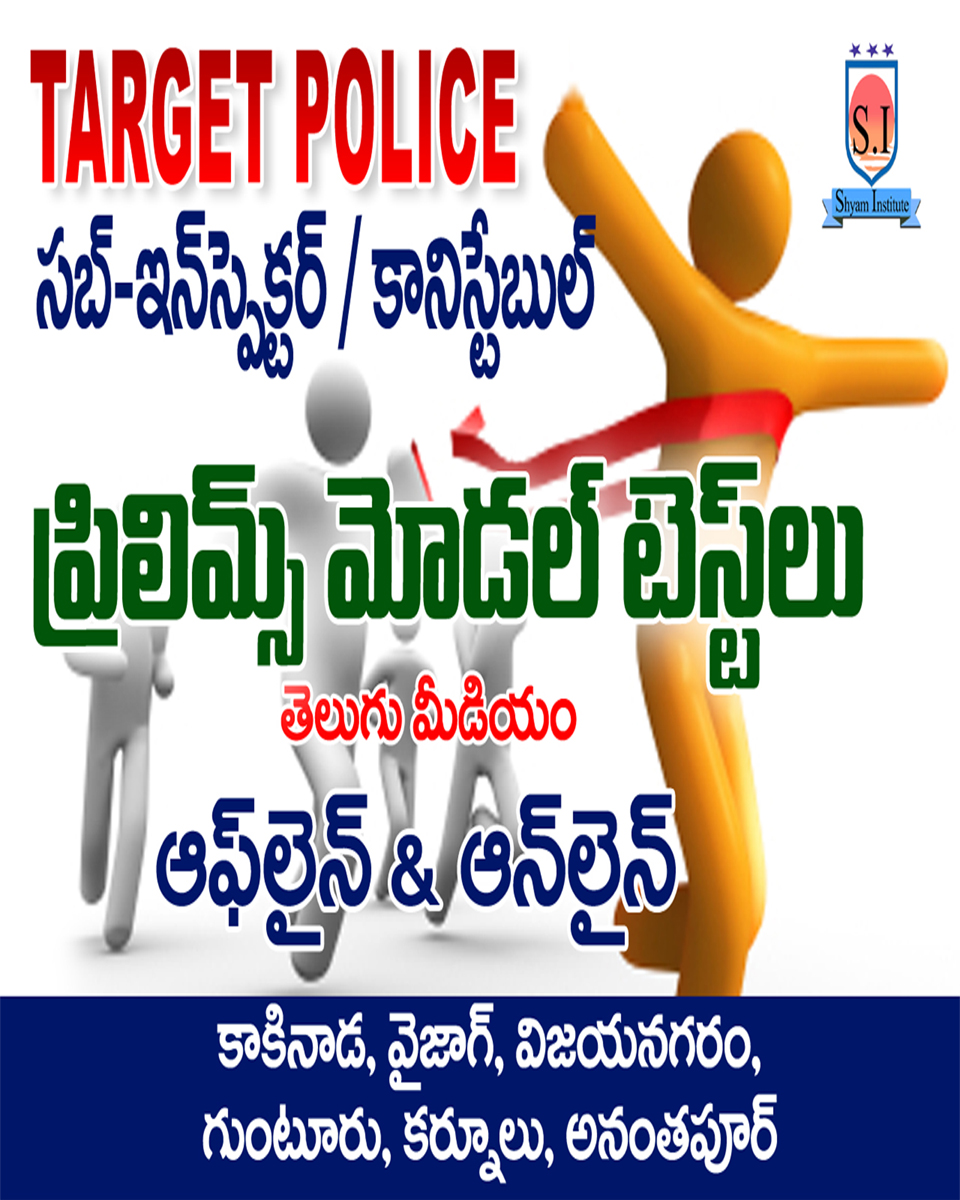 TARGET POLICE
S.I
Shyam Institute
సబ్-ఇన్‌స్పెక్టర్ / కానిస్టేబుల్
ప్రిలిమ్స్ మోడల్ టెస్ట్‌లు
తెలుగు మీడియం
ఆఫ్‌లైన్ & ఆన్‌లైన్
కాకినాడ, వైజాగ్, విజయనగరం,
గుంటూరు, కర్నూలు, అనంతపూర్